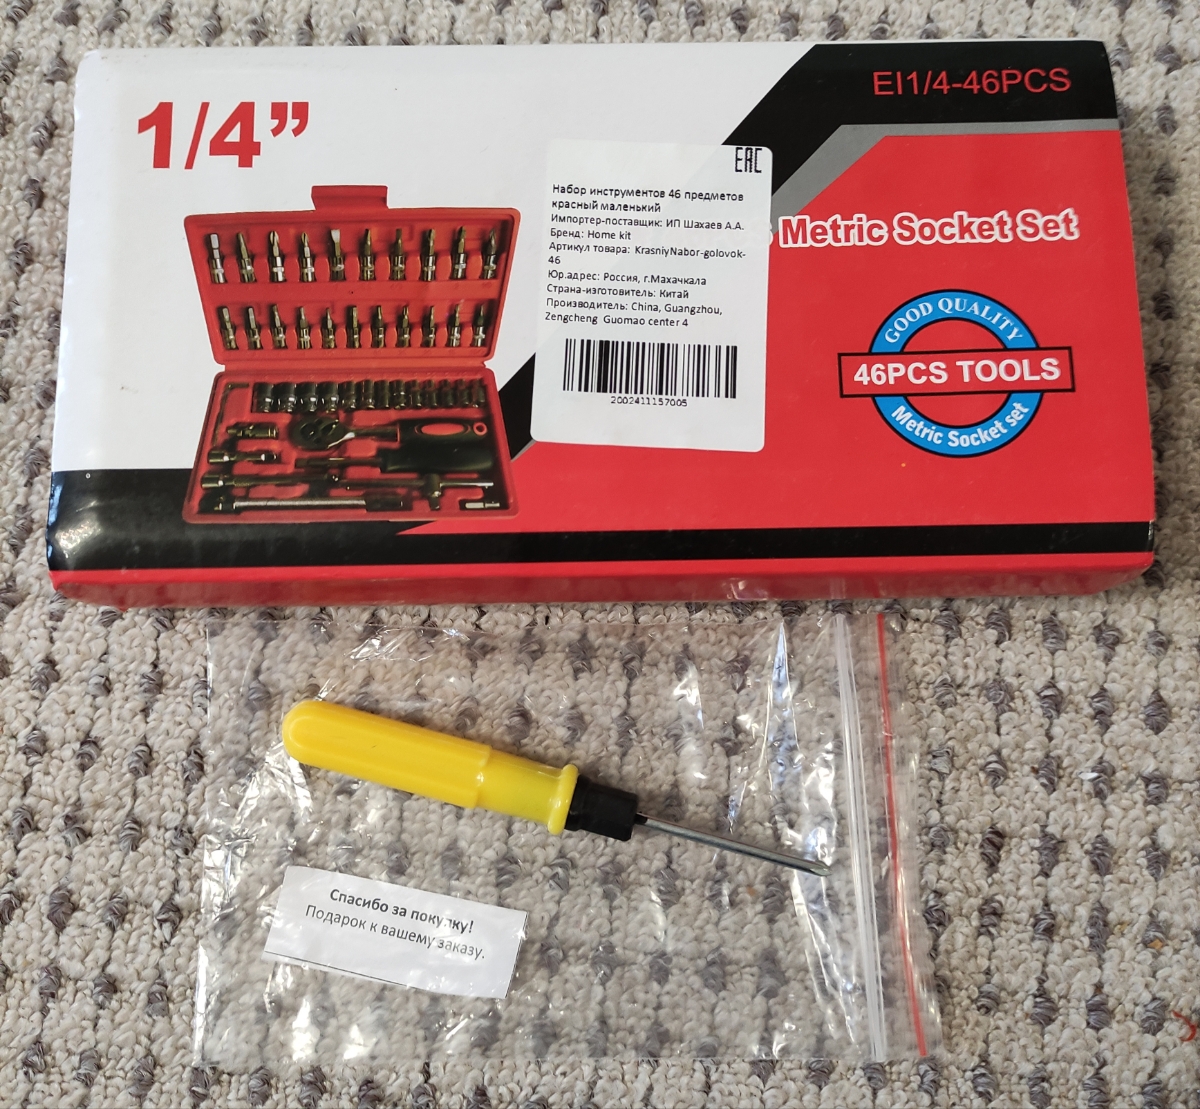 1/4”
EI1/4-46PCS
EAC
Набор инструментов 46 предметов
красный маленький
Импортер-поставщик: ИП Шахаев А.А.
Бренд: Home kit
Артикул товара: KrasniyNabor-golovok-
46
Юр.адрес: Россия, г.Махачкала
Страна-изготовитель: Китай
Производитель: China, Guangzhou,
Zengcheng Guomao center 4
2002411157005
Metric Socket Set
GOOD QUALITY
46PCS TOOLS
Metric Socket set
Спасибо за покупку!
Подарок к вашему заказу.